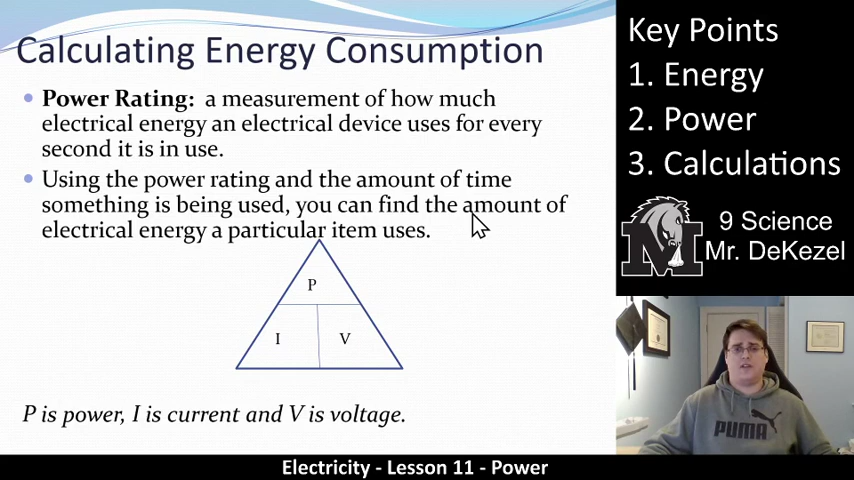 Calculating Energy Consumption
Power Rating: a measurement of how much
electrical energy an electrical device uses for every
second it is in use.
Using the power rating and the amount of time
something is being used, you can find the amount of
electrical energy a particular item uses.
P
I V
P is power, I is current and V is voltage.
Key Points
1. Energy
2. Power
3. Calculations
M
9 Science
Mr. DeKezel
PUMA
Electricity - Lesson 11 - Power